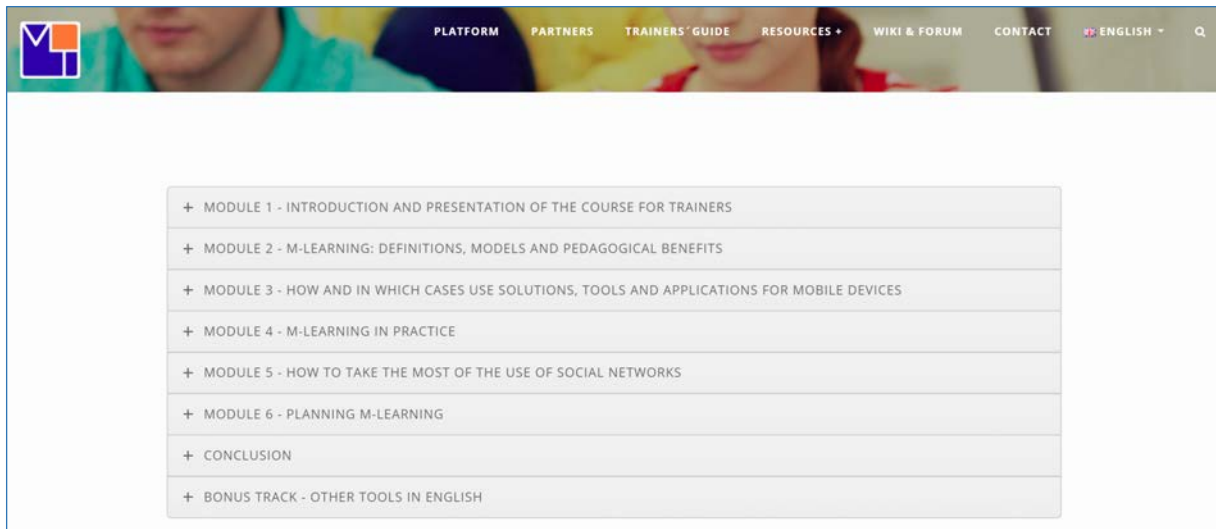 PLATFORM PARTNERS TRAINERS´GUIDE RESOURCES + WIKI & FORUM CONTACT ENGLISH
+ MODULE 1 - INTRODUCTION AND PRESENTATION OF THE COURSE FOR TRAINERS
+ MODULE 2 - M-LEARNING: DEFINITIONS, MODELS AND PEDAGOGICAL BENEFITS
+ MODULE 3 - HOW AND IN WHICH CASES USE SOLUTIONS, TOOLS AND APPLICATIONS FOR MOBILE DEVICES
+ MODULE 4 - M-LEARNING IN PRACTICE
+ MODULE 5 - HOW TO TAKE THE MOST OF THE USE OF SOCIAL NETWORKS
+ MODULE 6 - PLANNING M-LEARNING
+ CONCLUSION
+ BONUS TRACK - OTHER TOOLS IN ENGLISH